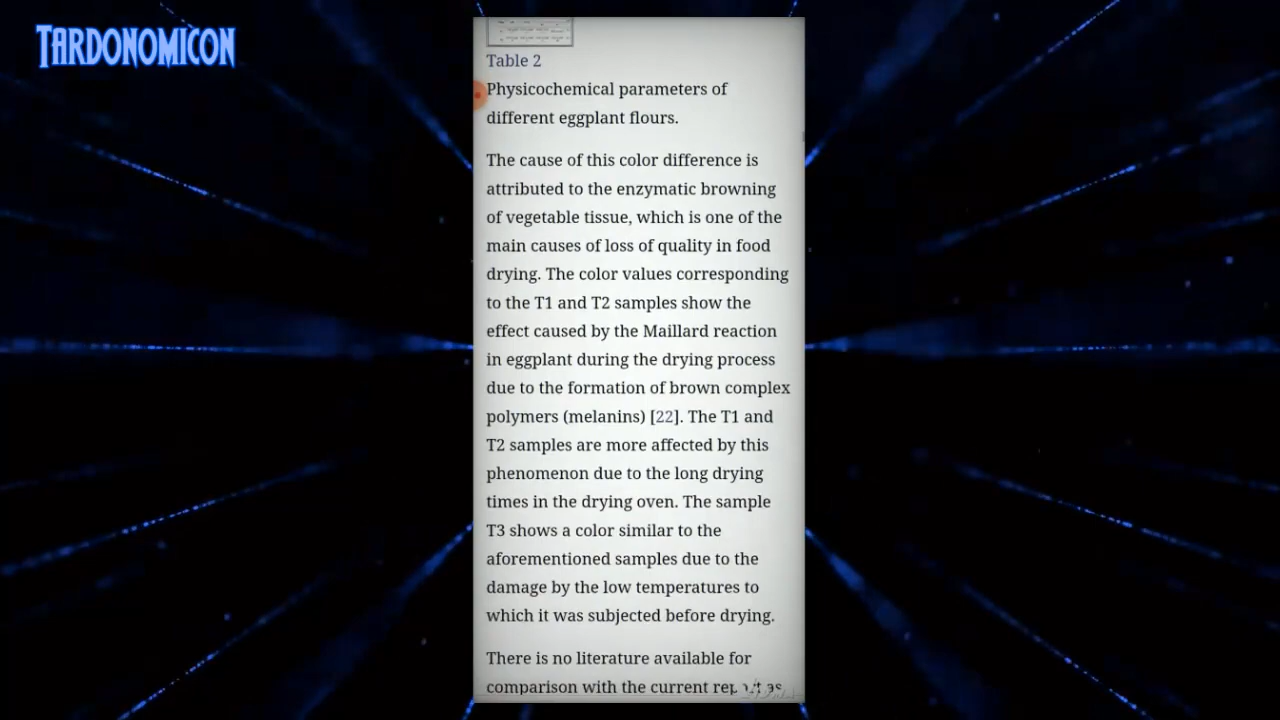 TARDONOMICON
Table 2
Physicochemical parameters of
different eggplant flours.
The cause of this color difference is
attributed to the enzymatic browning
of vegetable tissue, which is one of the
main causes of loss of quality in food
drying. The color values corresponding
to the T1 and T2 samples show the
effect caused by the Maillard reaction
in eggplant during the drying process
due to the formation of brown complex
polymers (melanins) [22]. The T1 and
T2 samples are more affected by this
phenomenon due to the long drying
times in the drying oven. The sample
T3 shows a color similar to the
aforementioned samples due to the
damage by the low temperatures to
which it was subjected before drying.
There is no literature available for
comparison with the current as